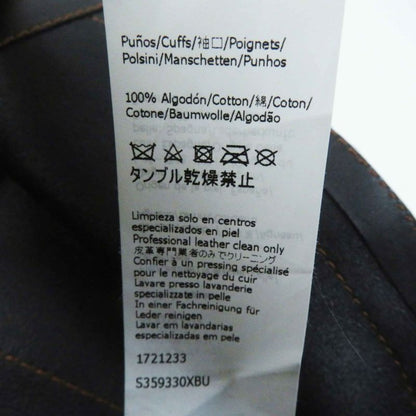 Puños/Cuffs/袖口/Poignets/
Polsini/Manschetten/Punhos
100% Algodón/Cotton/綿/Coton/
Cotone/Baumwolle/Algodão
タンブル乾燥禁止
Limpieza solo en centros
especializados en piel
Professional leather clean only
皮革専門業者のみでクリーニング
Confier à un pressing spécialisé
pour le nettoyage du cuir
Lavare presso lavanderie
specializzate in pelle
In einer Fachreinigung für
Leder reinigen
Lavar em lavandarias
especializadas em pele
1721233
S359330XBU